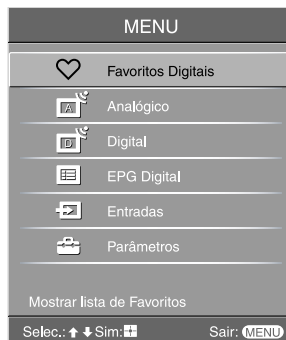 MENU
Favoritos Digitais
A Analógico
D Digital
EPG Digital
Entradas
Parâmetros
Mostrar lista de Favoritos
Selec.: Sim: Sair: MENU